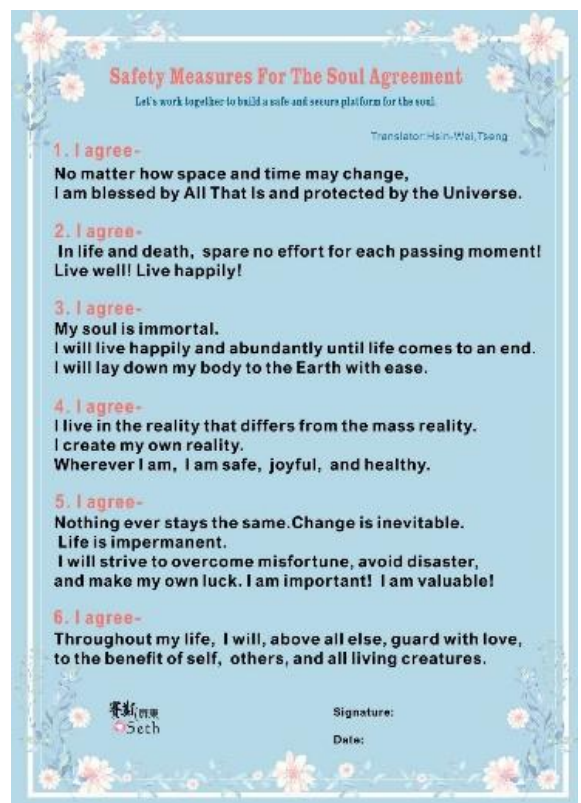 Safety Measures For The Soul Agreement
Let's work together to build a safe and secure platform for the soul.
Translator:Hsin-Wei,Tseng
1. I agree-
No matter how space and time may change,
I am blessed by All That Is and protected by the Universe.
2. I agree-
In life and death, spare no effort for each passing moment!
Live well! Live happily!
3. I agree-
My soul is immortal.
I will live happily and abundantly until life comes to an end.
I will lay down my body to the Earth with ease.
4. I agree-
I live in the reality that differs from the mass reality.
I create my own reality.
Wherever I am, I am safe, joyful, and healthy.
5. I agree-
Nothing ever stays the same.Change is inevitable.
Life is impermanent.
I will strive to overcome misfortune, avoid disaster,
and make my own luck. I am important! I am valuable!
6. I agree-
Throughout my life, I will, above all else, guard with love,
to the benefit of self, others, and all living creatures.
賽斯
Seth
Signature:
Date: